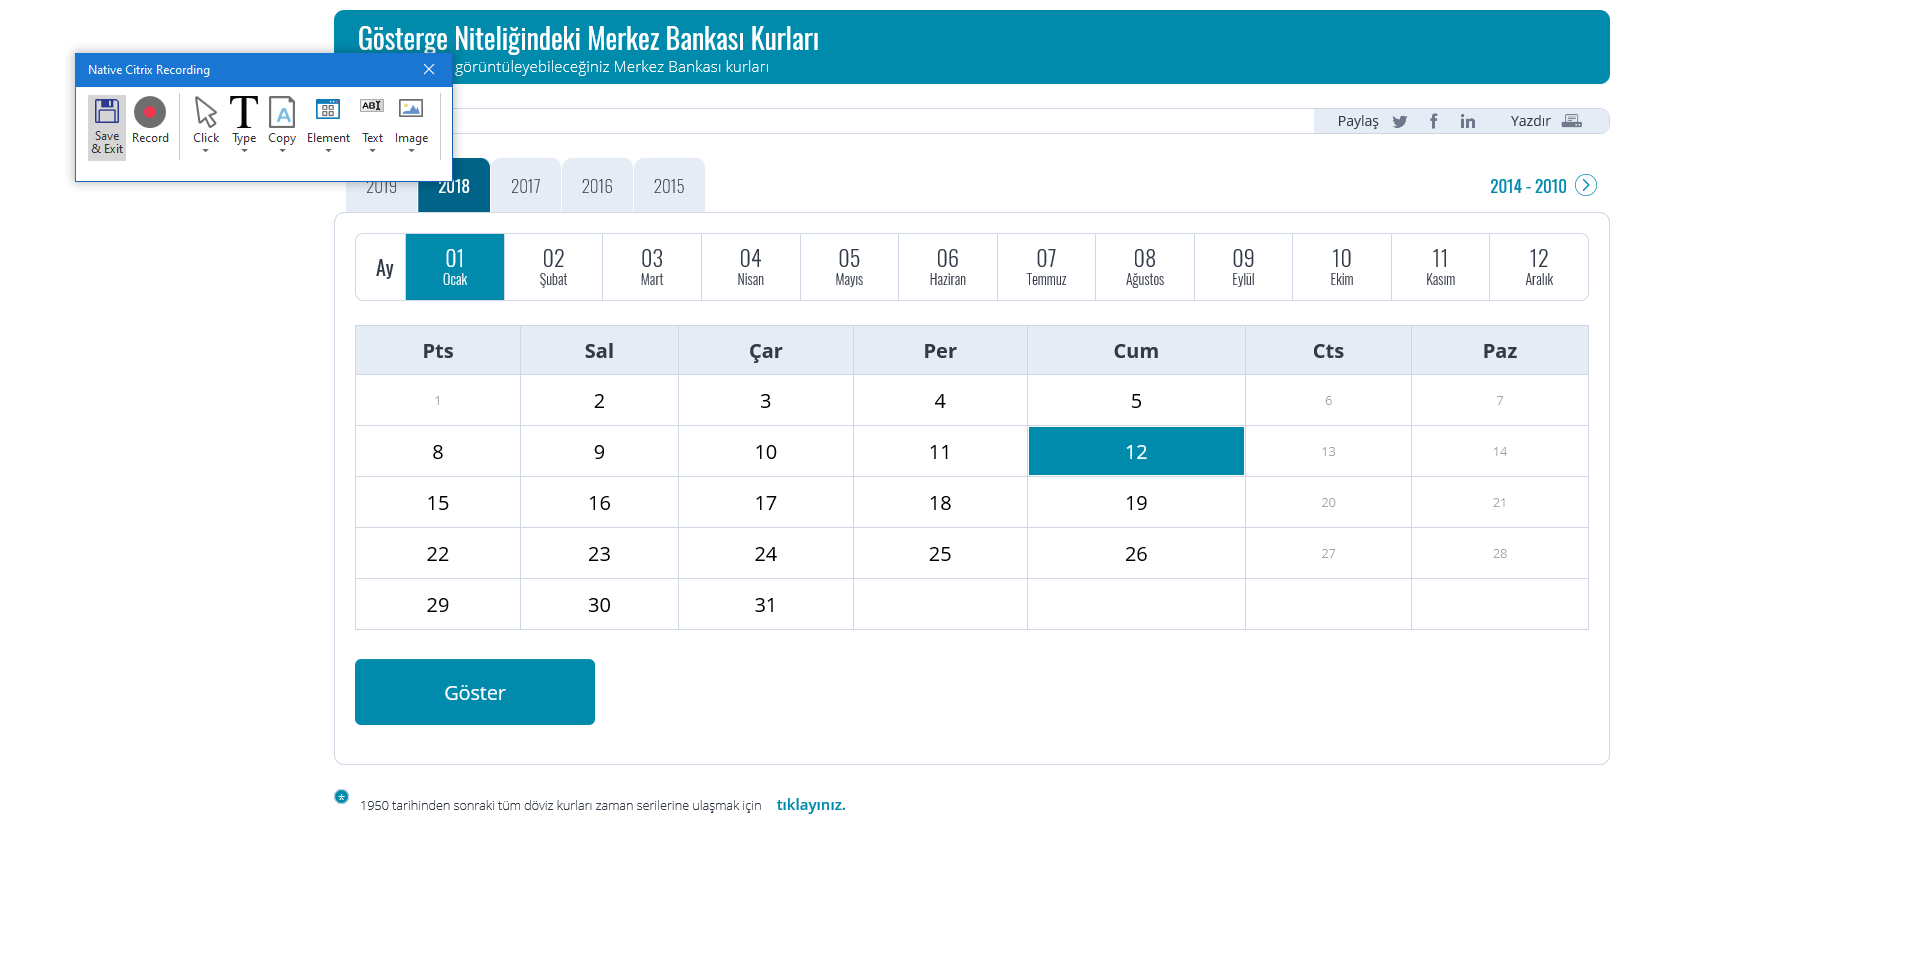 Gösterge Niteliğindeki Merkez Bankası Kurları
görüntüleyebileceğiniz Merkez Bankası kurları
Native Citrix Recording
Save & Exit
Record
Click
Type
Copy
Element
Text
Image
A
ABI
Paylaş
Yazdır
2019 2018 2017 2016 2015
2014 - 2010
Ay
01 Ocak
02 Şubat
03 Mart
04 Nisan
05 Mayıs
06 Haziran
07 Temmuz
08 Ağustos
09 Eylül
10 Ekim
11 Kasım
12 Aralık
Pts Sal Çar Per Cum Cts Paz
1 2 3 4 5 6 7
8 9 10 11 12 13 14
15 16 17 18 19 20 21
22 23 24 25 26 27 28
29 30 31
Göster
1950 tarihinden sonraki tüm döviz kurları zaman serilerine ulaşmak için tıklayınız.